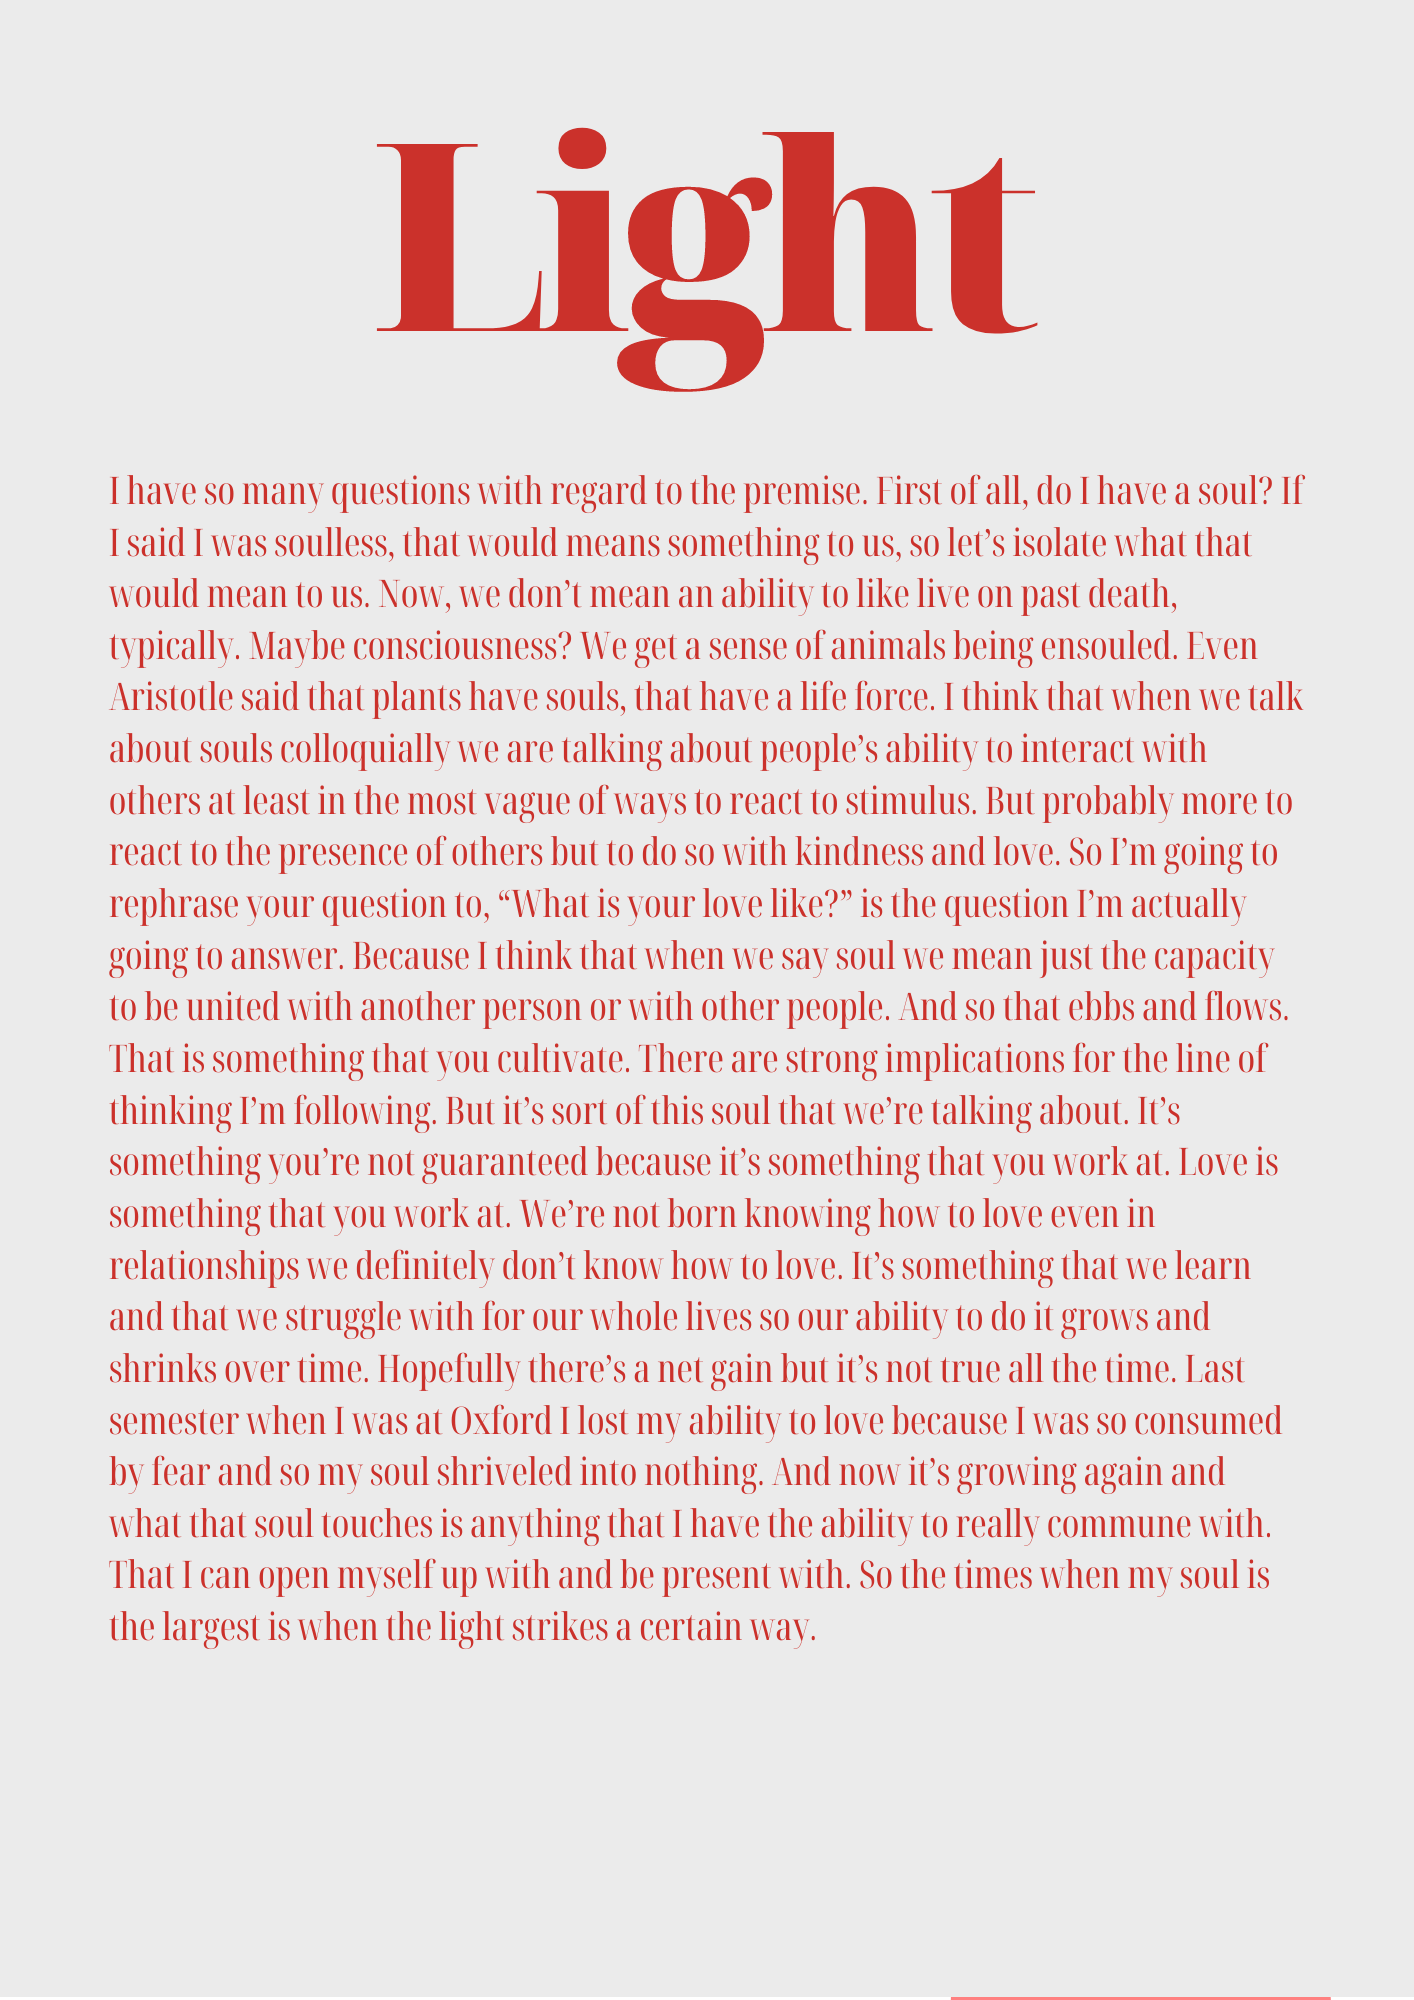 Light
I have so many questions with regard to the premise. First of all, do I have a soul? If
I said I was soulless, that would means something to us, so let’s isolate what that
would mean to us. Now, we don’t mean an ability to like live on past death,
typically. Maybe consciousness? We get a sense of animals being ensouled. Even
Aristotle said that plants have souls, that have a life force. I think that when we talk
about souls colloquially we are talking about people’s ability to interact with
others at least in the most vague of ways to react to stimulus. But probably more to
react to the presence of others but to do so with kindness and love. So I’m going to
rephrase your question to, “What is your love like?” is the question I’m actually
going to answer. Because I think that when we say soul we mean just the capacity
to be united with another person or with other people. And so that ebbs and flows.
That is something that you cultivate. There are strong implications for the line of
thinking I’m following. But it’s sort of this soul that we’re talking about. It’s
something you’re not guaranteed because it’s something that you work at. Love is
something that you work at. We’re not born knowing how to love even in
relationships we definitely don’t know how to love. It’s something that we learn
and that we struggle with for our whole lives so our ability to do it grows and
shrinks over time. Hopefully there’s a net gain but it’s not true all the time. Last
semester when I was at Oxford I lost my ability to love because I was so consumed
by fear and so my soul shriveled into nothing. And now it’s growing again and
what that soul touches is anything that I have the ability to really commune with.
That I can open myself up with and be present with. So the times when my soul is
the largest is when the light strikes a certain way.